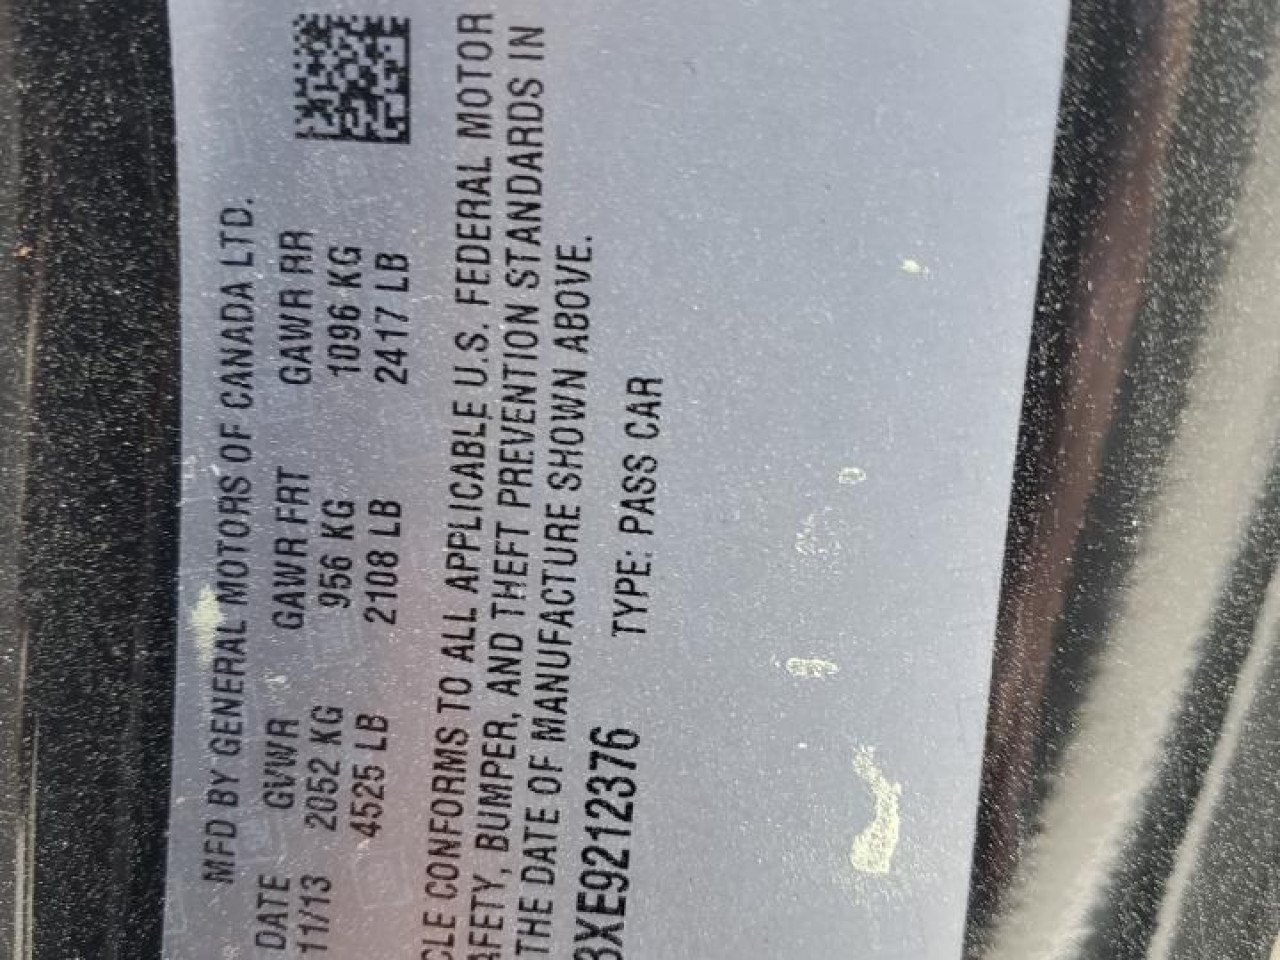 MFD BY GENERAL MOTORS OF CANADA LTD.
DATE GVWR GAWR FRT GAWR RR
11/13 2052 KG 956 KG 1096 KG
4525 LB 2108 LB 2417 LB
CLE CONFORMS TO ALL APPLICABLE U.S. FEDERAL MOTOR
AFETY, BUMPER, AND THEFT PREVENTION STANDARDS IN
THE DATE OF MANUFACTURE SHOWN ABOVE.
3XE9212376 TYPE: PASS CAR